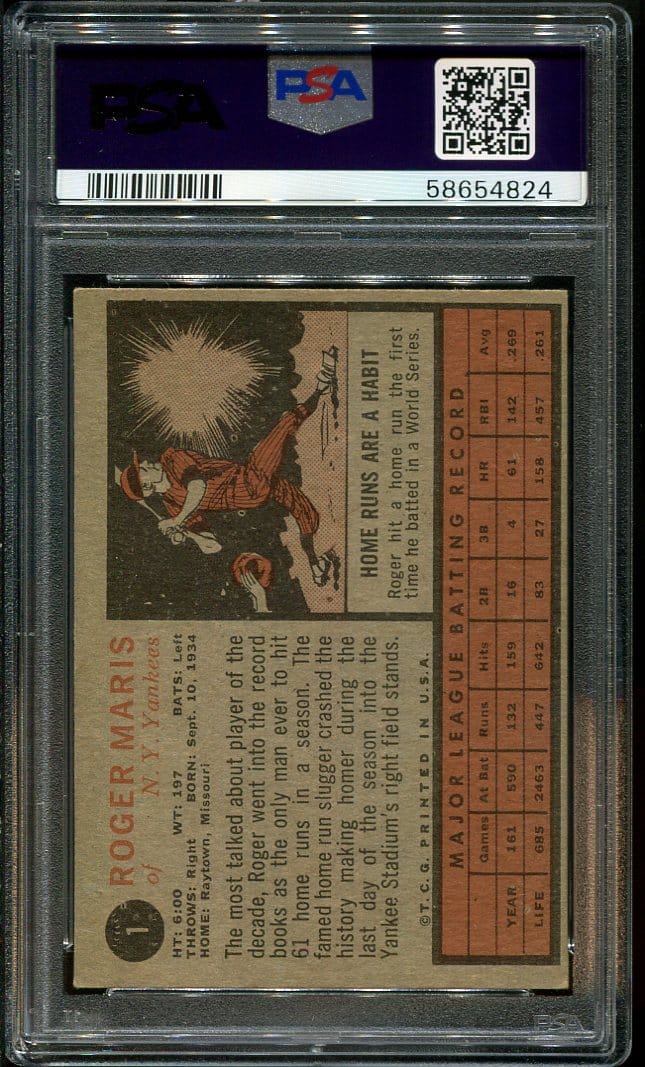 PSA
PSA
58654824
1
ROGER MARIS
of N. Y. Yankees
HT: 6:00 WT: 197 BATS: Left
THROWS: Right BORN: Sept. 10, 1934
HOME: Raytown, Missouri
The most talked about player of the
decade, Roger went into the record
books as the only man ever to hit
61 home runs in a season. The
famed home run slugger crashed the
history making homer during the
last day of the season into the
Yankee Stadium's right field stands.
©T.C.G. PRINTED IN U.S.A.
HOME RUNS ARE A HABIT
Roger hit a home run the first
time he batted in a World Series.
MAJOR LEAGUE BATTING RECORD
Games At Bat Runs Hits 2B 3B HR RBI Avg
YEAR 161 590 132 159 16 4 61 142 .269
LIFE 685 2463 447 642 83 27 158 457 .261
PSA